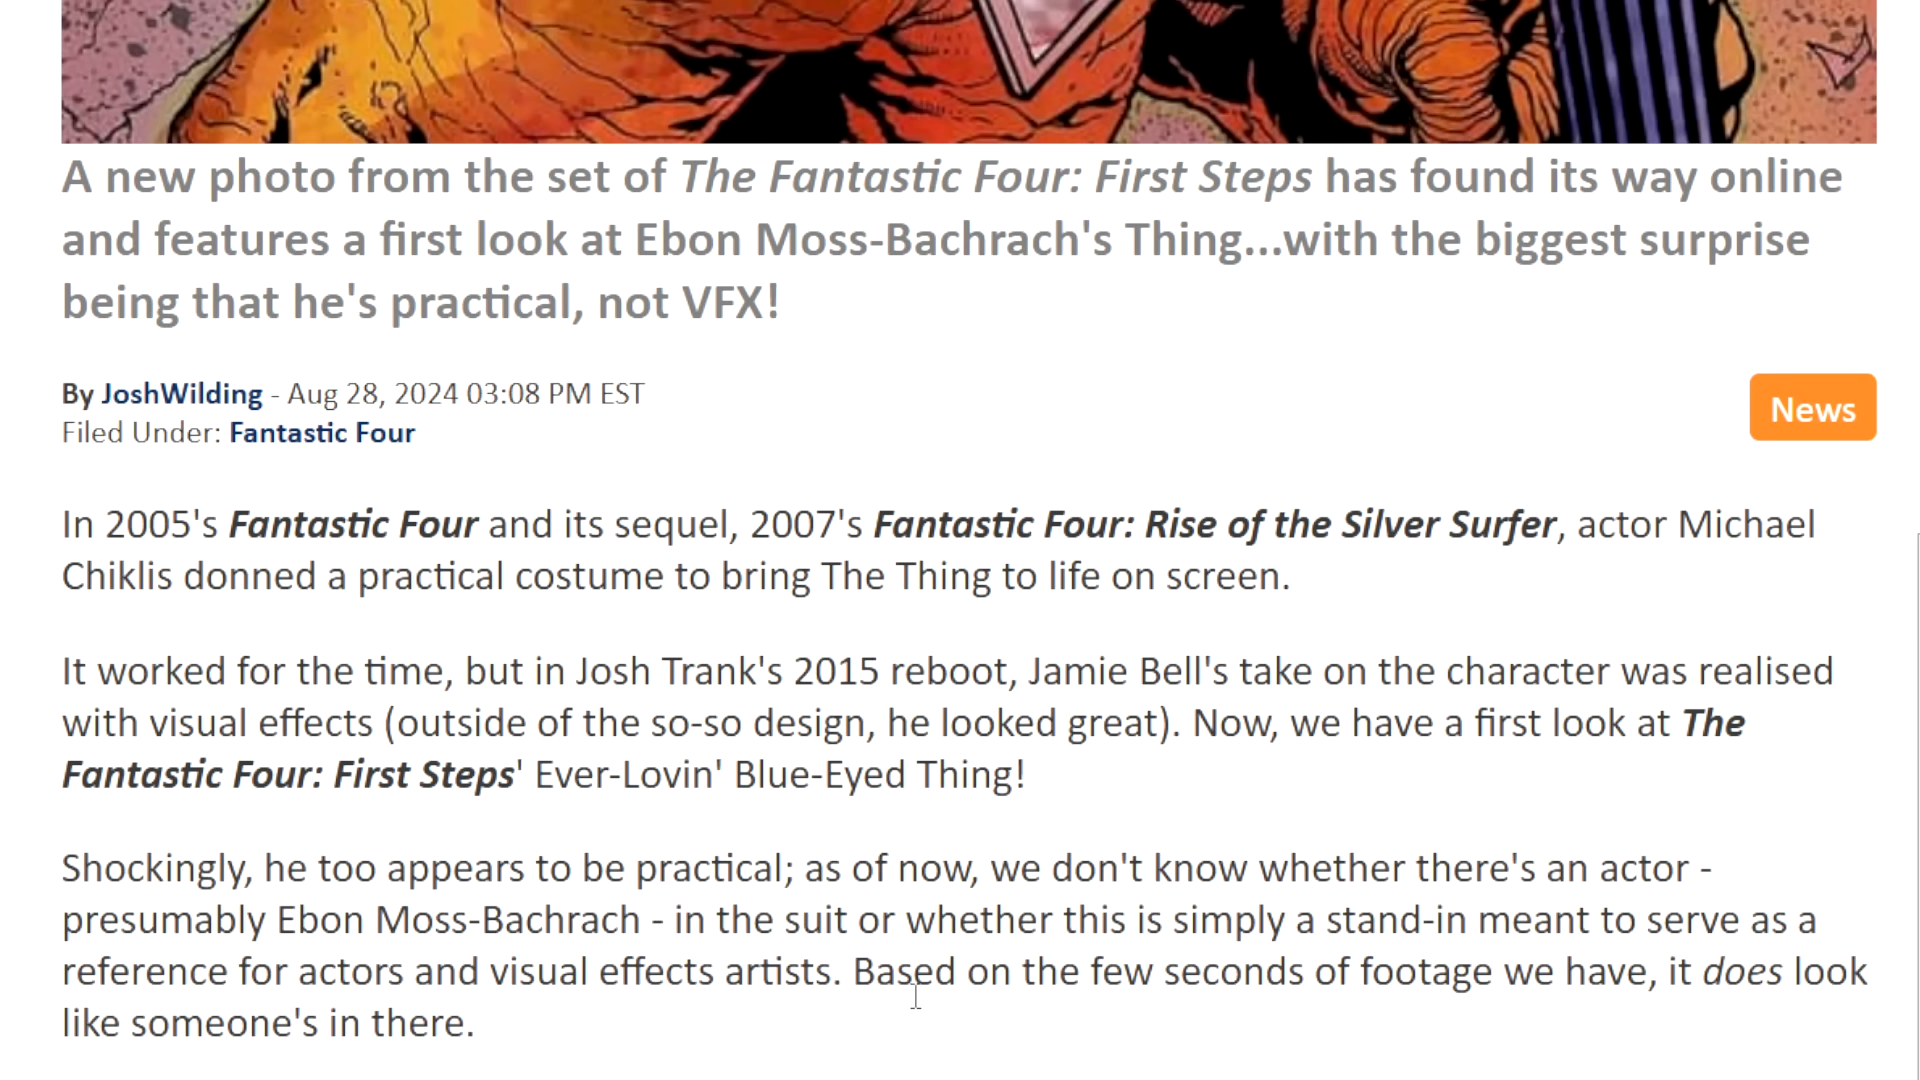 A new photo from the set of The Fantastic Four: First Steps has found its way online
and features a first look at Ebon Moss-Bachrach's Thing...with the biggest surprise
being that he's practical, not VFX!
By JoshWilding - Aug 28, 2024 03:08 PM EST
Filed Under: Fantastic Four
News
In 2005's Fantastic Four and its sequel, 2007's Fantastic Four: Rise of the Silver Surfer, actor Michael
Chiklis donned a practical costume to bring The Thing to life on screen.
It worked for the time, but in Josh Trank's 2015 reboot, Jamie Bell's take on the character was realised
with visual effects (outside of the so-so design, he looked great). Now, we have a first look at The
Fantastic Four: First Steps' Ever-Lovin' Blue-Eyed Thing!
Shockingly, he too appears to be practical; as of now, we don't know whether there's an actor -
presumably Ebon Moss-Bachrach - in the suit or whether this is simply a stand-in meant to serve as a
reference for actors and visual effects artists. Based on the few seconds of footage we have, it does look
like someone's in there.